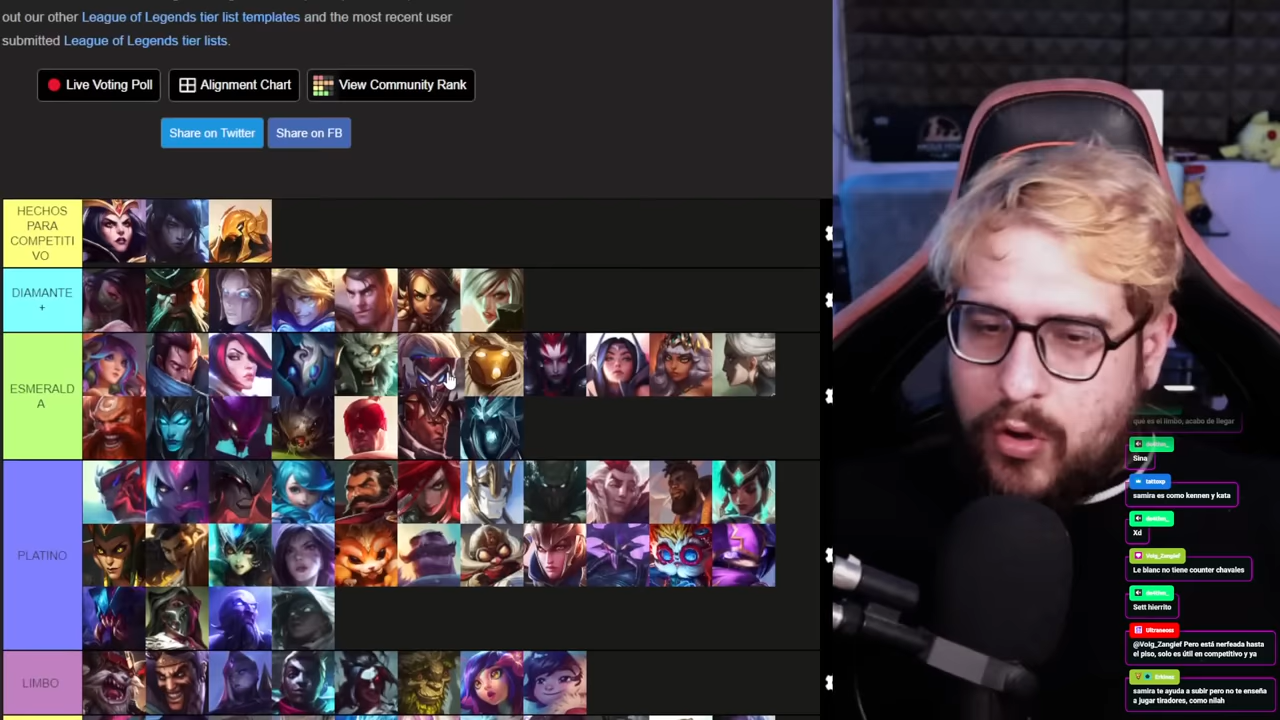 out our other League of Legends tier list templates and the most recent user
submitted League of Legends tier lists.
Live Voting Poll
Alignment Chart
View Community Rank
Share on Twitter
Share on FB
HECHOS
PARA
COMPETITI
VO
DIAMANTE
+
ESMERALD
A
PLATINO
LIMBO
que es el limbo, acabo de llegar
Sina
tattoxp
samira es como kennen y kata
Xd
Voig_Zangief
Le blanc no tiene counter chavales
Sett hierrito
@Voig_Zangief Pero está nerfeada hasta
el piso, solo es útil en competitivo y ya
samira te ayuda a subir pero no te enseña
a jugar tiradores, como nilah